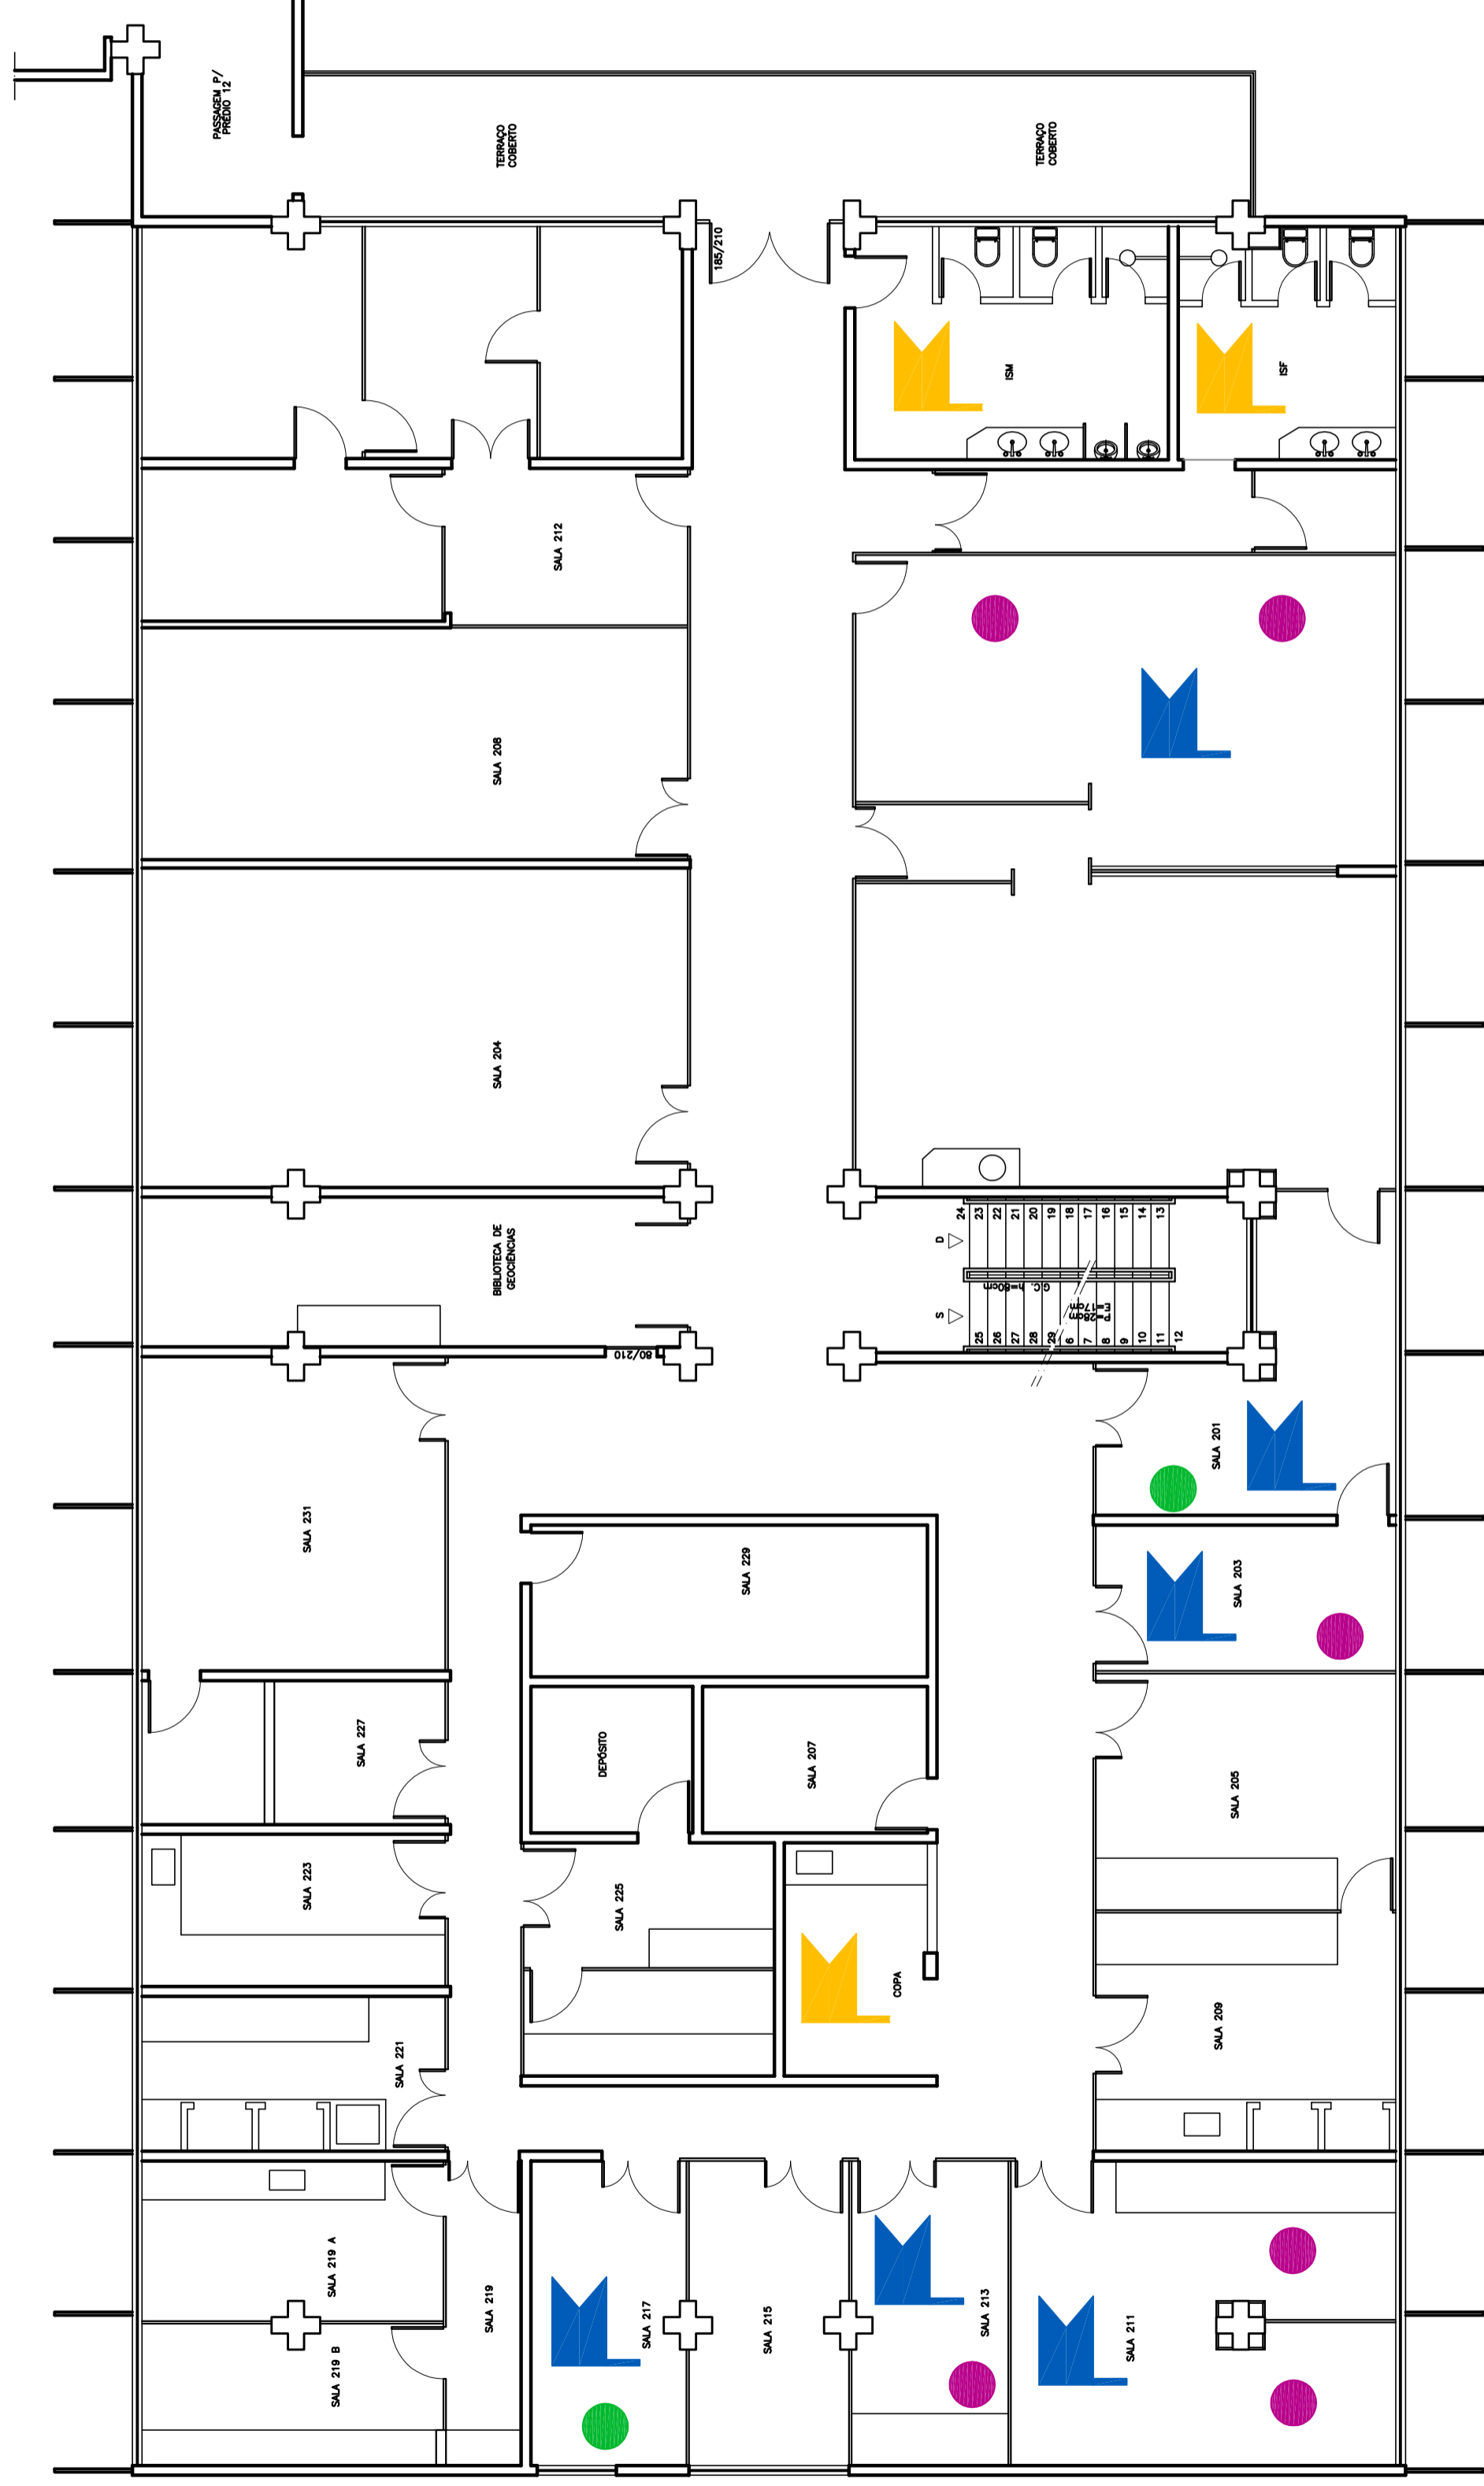 PASSAGEM P/
PRÉDIO 12
TERRAÇO
COBERTO
TERRAÇO
COBERTO
185/210
ISM
ISF
SALA 212
SALA 208
SALA 204
BIBLIOTECA DE
GEOCIÊNCIAS
80/210
D
S
24
23
22
21
20
19
18
17
16
15
14
13
25
26
27
28
29
6
7
8
9
10
11
12
G.C. h=80cm
P=28cm
E=17cm
SALA 201
SALA 231
SALA 229
SALA 203
SALA 227
DEPÓSITO
SALA 207
SALA 205
SALA 223
SALA 225
COPA
SALA 221
SALA 209
SALA 219 A
SALA 219
SALA 219 B
SALA 217
SALA 215
SALA 213
SALA 211